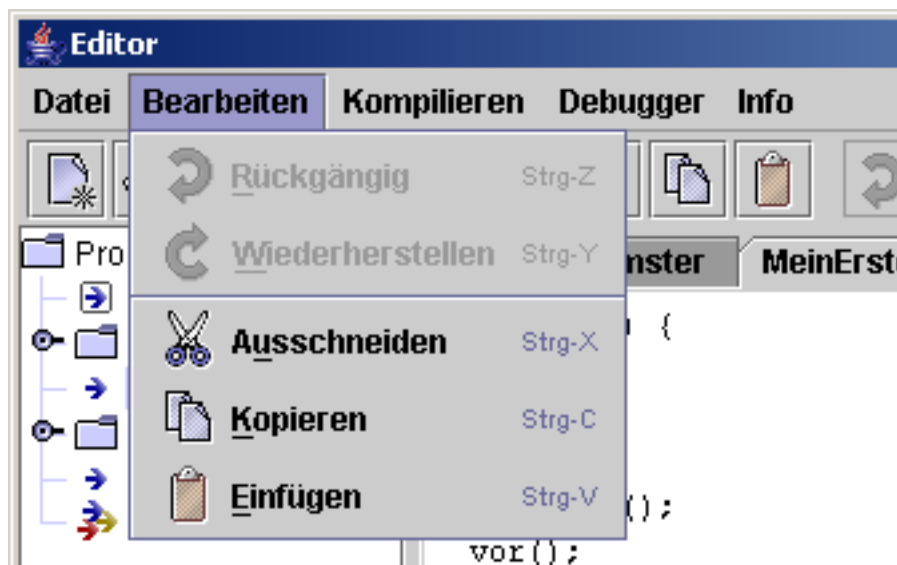 Editor
Datei Bearbeiten Kompilieren Debugger Info
Rückgängig Strg-Z
Wiederherstellen Strg-Y
Ausschneiden Strg-X
Kopieren Strg-C
Einfügen Strg-V
Pro
mster MeinErst
{
();
vor();